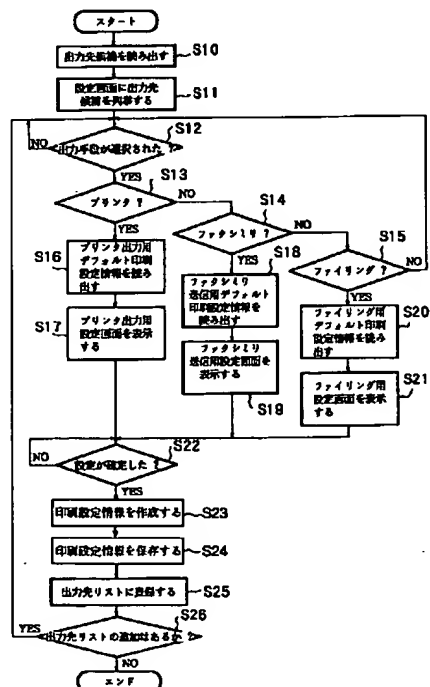 スタート
出力先候補を読み出す
S10
設定画面に出力先
候補を列挙する
S11
出力手段が選択された ?
S12
NO
YES
プリンタ ?
S13
NO
YES
ファクシミリ ?
S14
NO
YES
ファイリング ?
S15
NO
YES
S16
プリンタ出力用
デフォルト印刷
設定情報を読み
出す
S17
プリンタ出力用
設定画面を表示
する
S18
ファクシミリ
送信用デフォルト
印刷設定情報を
読み出す
ファクシミリ
送信用設定画面を
表示する
S19
S20
ファイリング用
デフォルト印刷
設定情報を読み
出す
S21
ファイリング用
設定画面を表示
する
S22
設定が確定した ?
NO
YES
印刷設定情報を作成する
S23
印刷設定情報を保存する
S24
出力先リストに登録する
S25
S26
出力先リストの追加はあるか ?
YES
NO
エンド